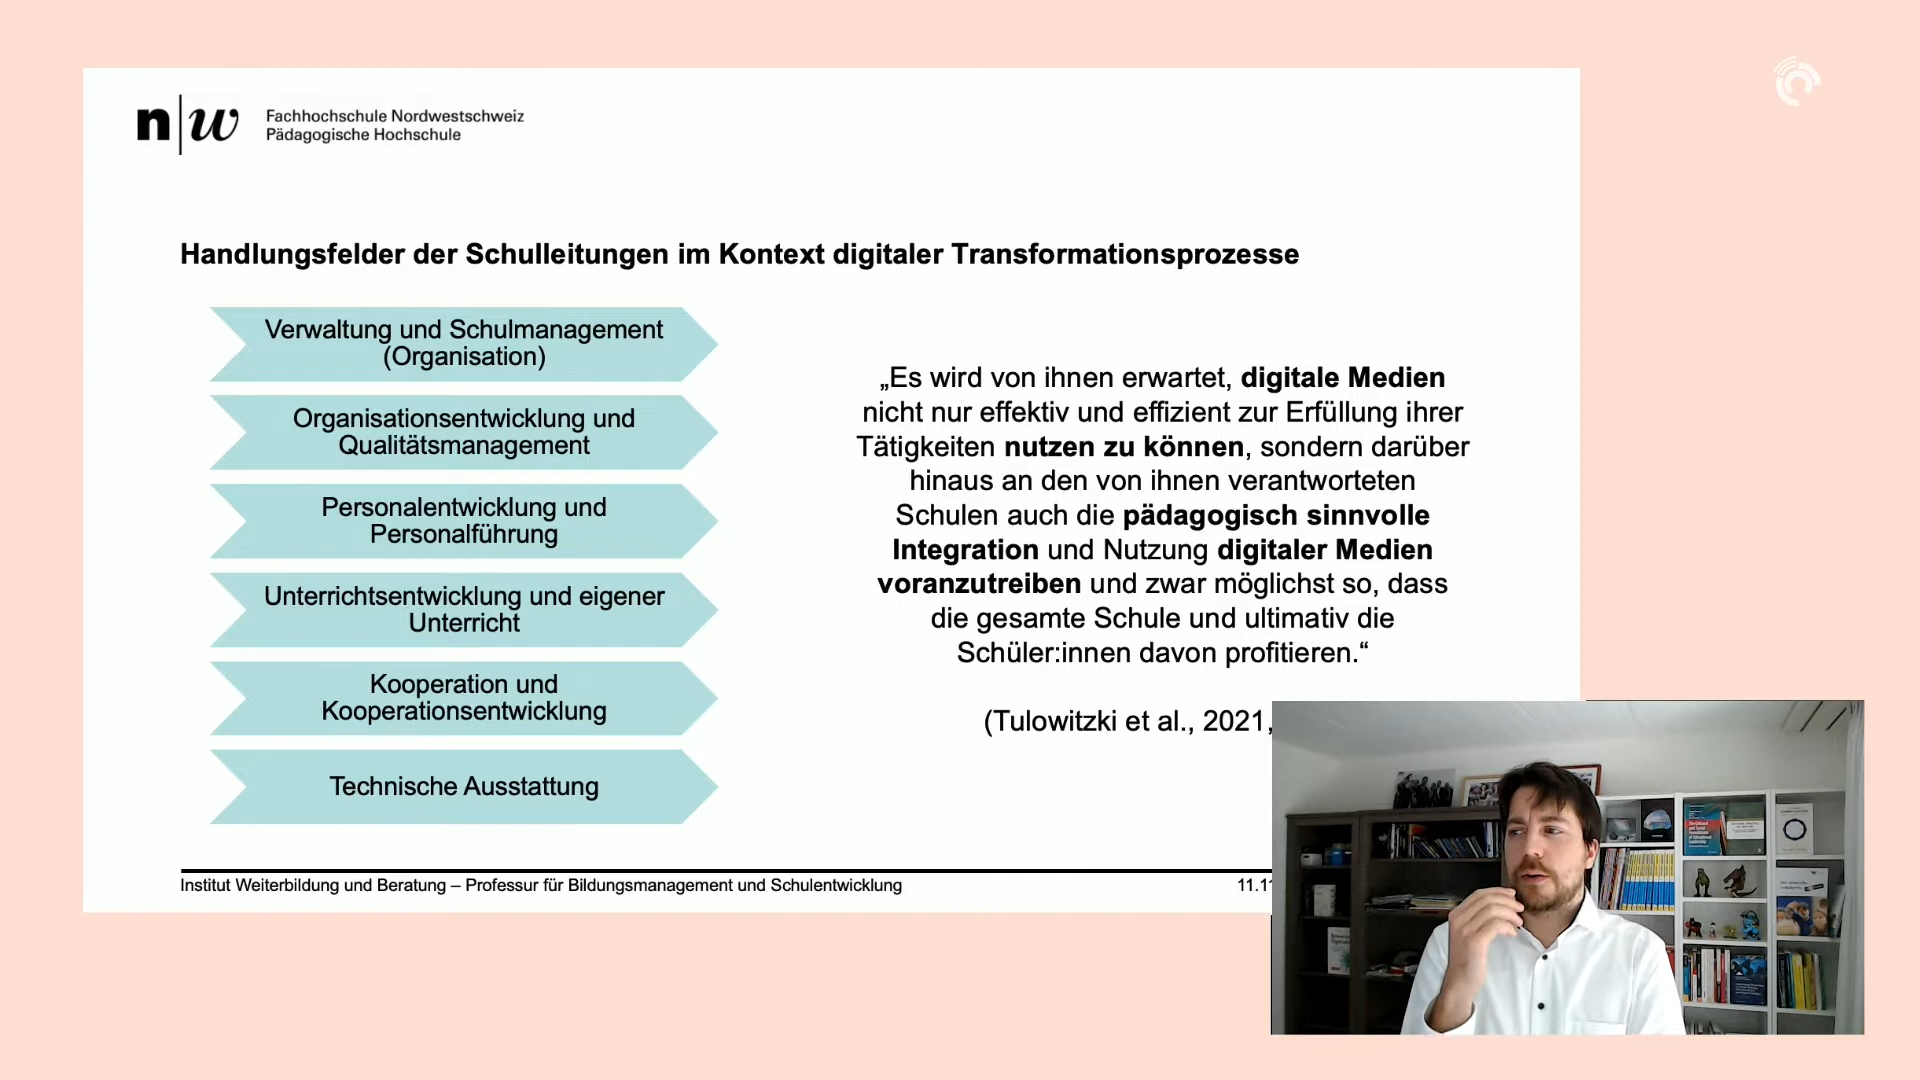 n|w
Fachhochschule Nordwestschweiz
Pädagogische Hochschule
Handlungsfelder der Schulleitungen im Kontext digitaler Transformationsprozesse
Verwaltung und Schulmanagement
(Organisation)
Organisationsentwicklung und
Qualitätsmanagement
Personalentwicklung und
Personalführung
Unterrichtsentwicklung und eigener
Unterricht
Kooperation und
Kooperationsentwicklung
Technische Ausstattung
„Es wird von ihnen erwartet, digitale Medien
nicht nur effektiv und effizient zur Erfüllung ihrer
Tätigkeiten nutzen zu können, sondern darüber
hinaus an den von ihnen verantworteten
Schulen auch die pädagogisch sinnvolle
Integration und Nutzung digitaler Medien
voranzutreiben und zwar möglichst so, dass
die gesamte Schule und ultimativ die
Schüler:innen davon profitieren.“
(Tulowitzki et al., 2021,
Institut Weiterbildung und Beratung – Professur für Bildungsmanagement und Schulentwicklung
11.11